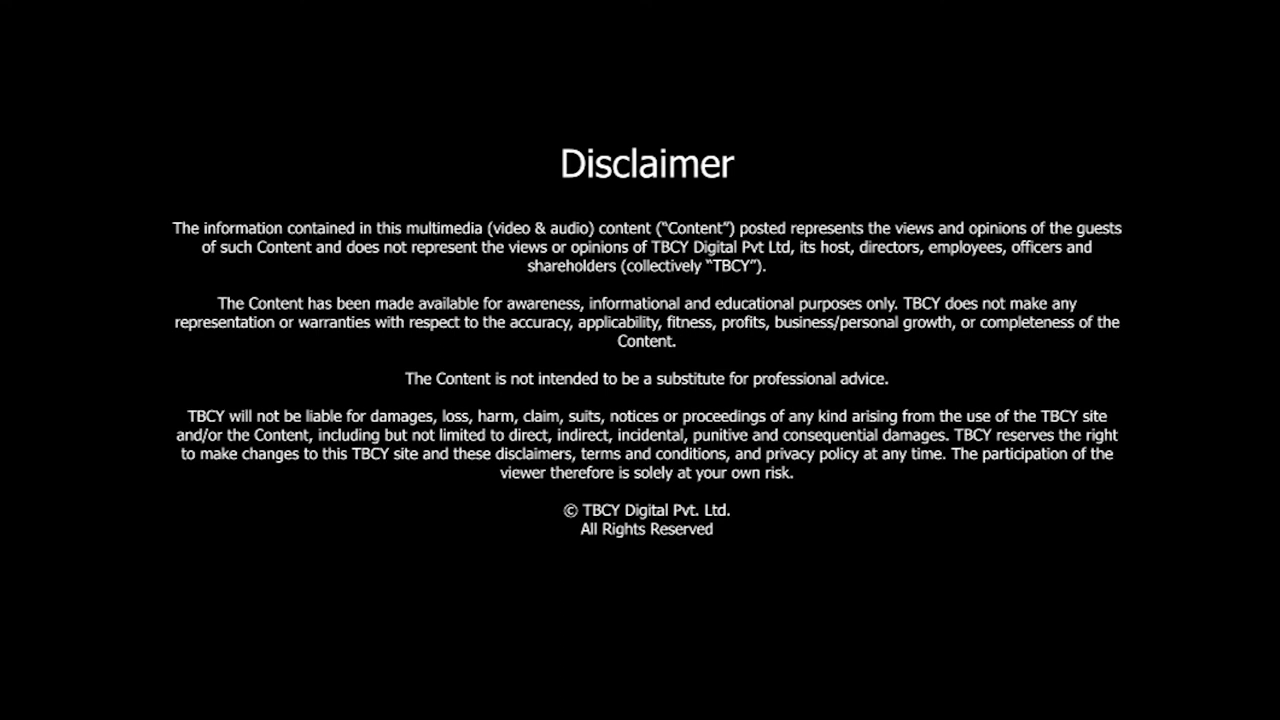 Disclaimer
The information contained in this multimedia (video & audio) content (“Content”) posted represents the views and opinions of the guests
of such Content and does not represent the views or opinions of TBCY Digital Pvt Ltd, its host, directors, employees, officers and
shareholders (collectively “TBCY”).
The Content has been made available for awareness, informational and educational purposes only. TBCY does not make any
representation or warranties with respect to the accuracy, applicability, fitness, profits, business/personal growth, or completeness of the
Content.
The Content is not intended to be a substitute for professional advice.
TBCY will not be liable for damages, loss, harm, claim, suits, notices or proceedings of any kind arising from the use of the TBCY site
and/or the Content, including but not limited to direct, indirect, incidental, punitive and consequential damages. TBCY reserves the right
to make changes to this TBCY site and these disclaimers, terms and conditions, and privacy policy at any time. The participation of the
viewer therefore is solely at your own risk.
© TBCY Digital Pvt. Ltd.
All Rights Reserved